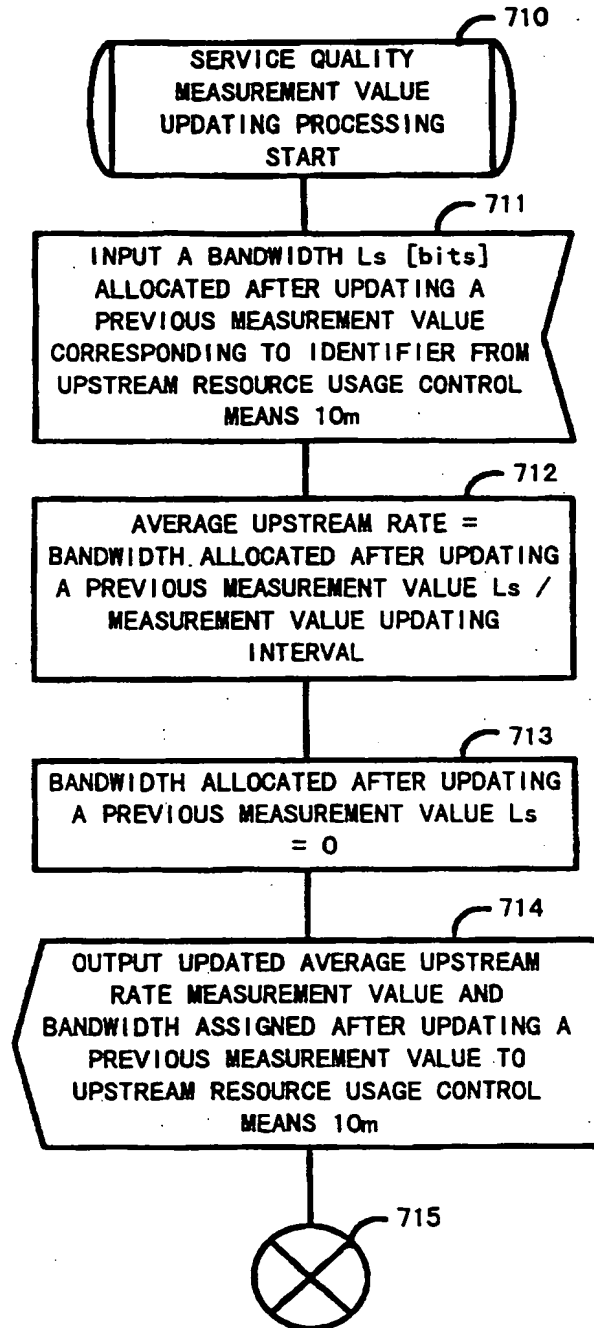 710
SERVICE QUALITY
MEASUREMENT VALUE
UPDATING PROCESSING
START
711
INPUT A BANDWIDTH Ls [bits]
ALLOCATED AFTER UPDATING A
PREVIOUS MEASUREMENT VALUE
CORRESPONDING TO IDENTIFIER FROM
UPSTREAM RESOURCE USAGE CONTROL
MEANS 10m
712
AVERAGE UPSTREAM RATE =
BANDWIDTH ALLOCATED AFTER UPDATING
A PREVIOUS MEASUREMENT VALUE Ls /
MEASUREMENT VALUE UPDATING
INTERVAL
713
BANDWIDTH ALLOCATED AFTER UPDATING
A PREVIOUS MEASUREMENT VALUE Ls
= 0
714
OUTPUT UPDATED AVERAGE UPSTREAM
RATE MEASUREMENT VALUE AND
BANDWIDTH ASSIGNED AFTER UPDATING A
PREVIOUS MEASUREMENT VALUE TO
UPSTREAM RESOURCE USAGE CONTROL
MEANS 10m
715